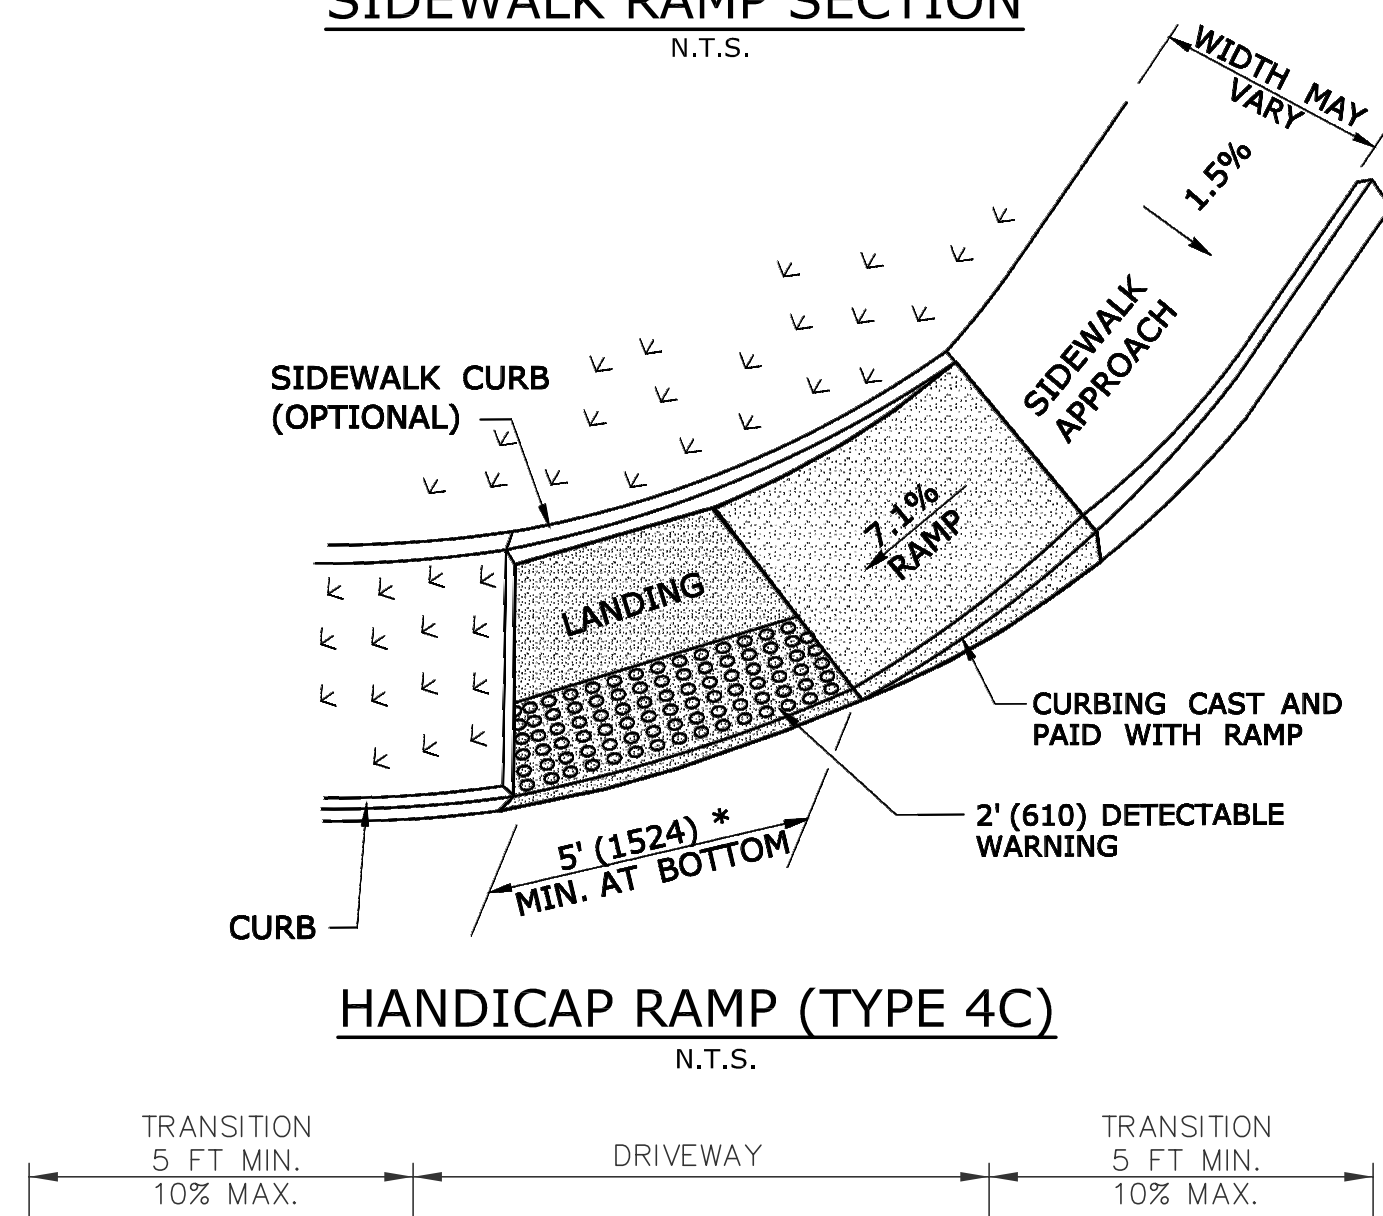 SIDEWALK RAMP SECTION
N.T.S.
WIDTH MAY
VARY
1.5%
SIDEWALK
APPROACH
SIDEWALK CURB
(OPTIONAL)
7.1%
RAMP
LANDING
CURBING CAST AND
PAID WITH RAMP
2' (610) DETECTABLE
WARNING
5' (1524) *
MIN. AT BOTTOM
CURB
HANDICAP RAMP (TYPE 4C)
N.T.S.
TRANSITION
5 FT MIN.
10% MAX.
DRIVEWAY
TRANSITION
5 FT MIN.
10% MAX.